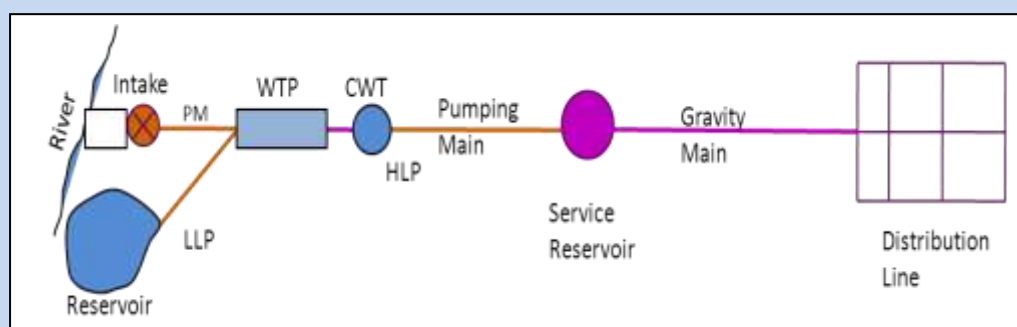 River
Intake
PM
WTP
CWT
HLP
Pumping
Main
Gravity
Main
LLP
Reservoir
Service
Reservoir
Distribution
Line